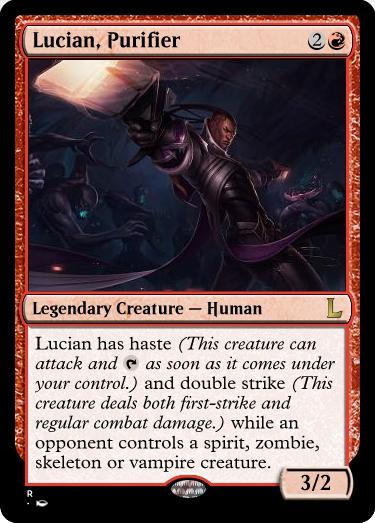 Lucian, Purifier 2
Legendary Creature — Human L
Lucian has haste (This creature can
attack and as soon as it comes under
your control.) and double strike (This
creature deals both first-strike and
regular combat damage.) while an
opponent controls a spirit, zombie,
skeleton or vampire creature.
3/2
R